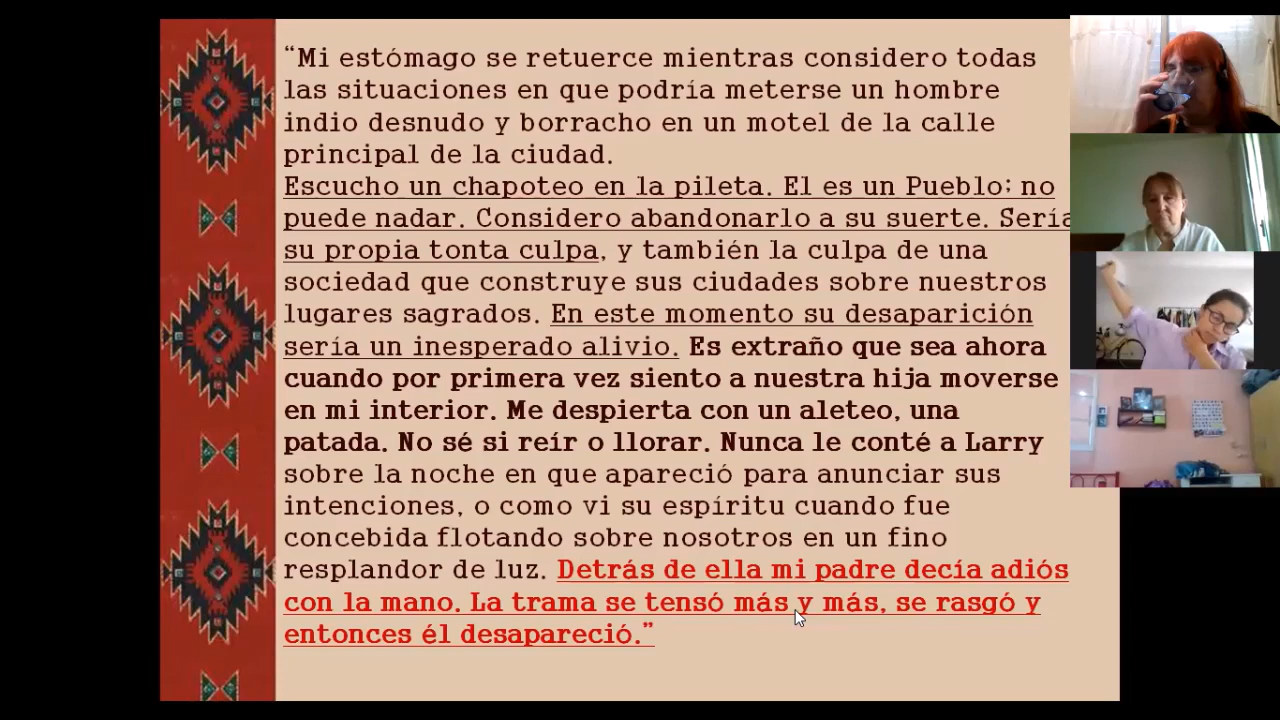 “Mi estómago se retuerce mientras considero todas
las situaciones en que podría meterse un hombre
indio desnudo y borracho en un motel de la calle
principal de la ciudad.
Escucho un chapoteo en la pileta. El es un Pueblo; no
puede nadar. Considero abandonarlo a su suerte. Sería
su propia tonta culpa, y también la culpa de una
sociedad que construye sus ciudades sobre nuestros
lugares sagrados. En este momento su desaparición
sería un inesperado alivio. Es extraño que sea ahora
cuando por primera vez siento a nuestra hija moverse
en mi interior. Me despierta con un aleteo, una
patada. No sé si reír o llorar. Nunca le conté a Larry
sobre la noche en que apareció para anunciar sus
intenciones, o como vi su espíritu cuando fue
concebida flotando sobre nosotros en un fino
resplandor de luz. Detrás de ella mi padre decía adiós
con la mano. La trama se tensó más y más, se rasgó y
entonces él desapareció.”